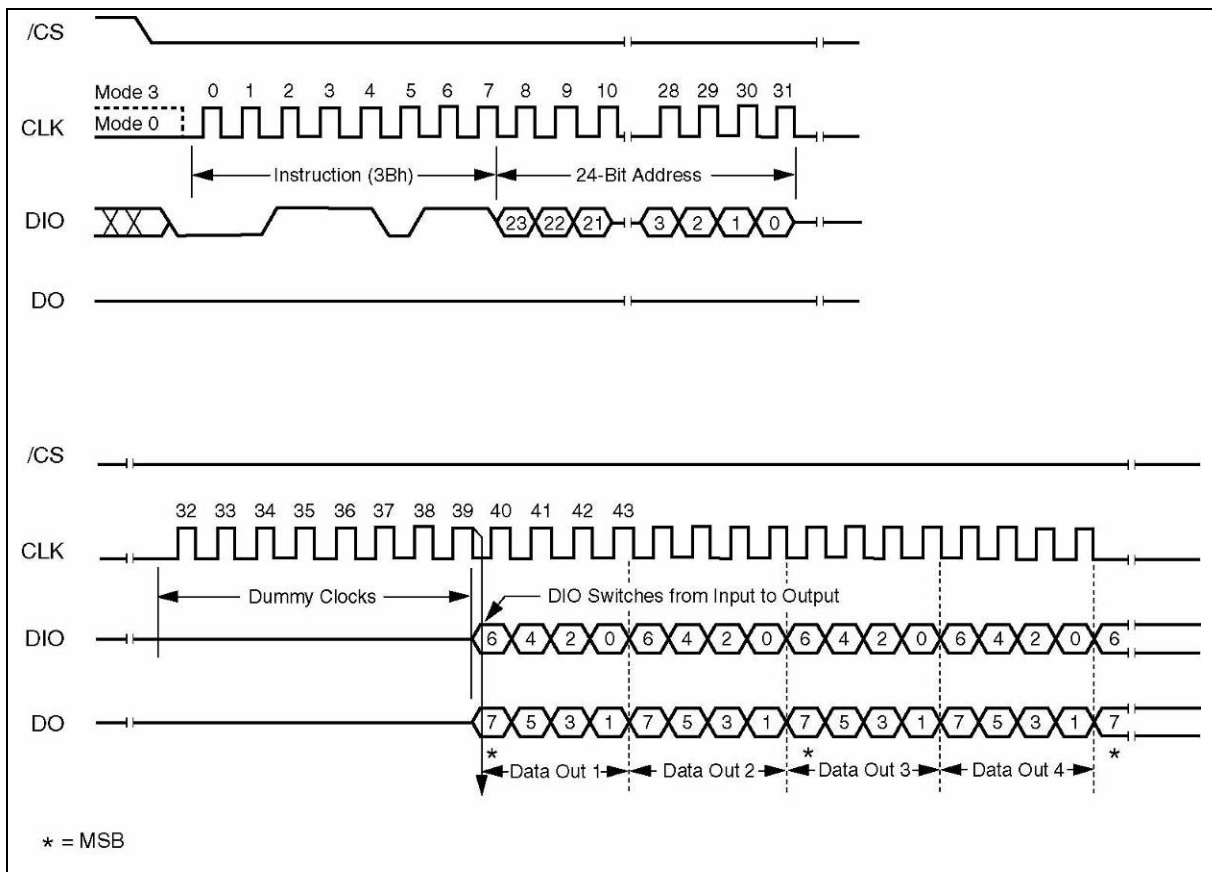 /CS
Mode 3 0 1 2 3 4 5 6 7 8 9 10 28 29 30 31
CLK Mode 0
Instruction (3Bh) 24-Bit Address
DIO 23 22 21 3 2 1 0
DO
/CS
32 33 34 35 36 37 38 39 40 41 42 43
CLK
Dummy Clocks DIO Switches from Input to Output
DIO 6 4 2 0 6 4 2 0 6 4 2 0 6 4 2 0 6
DO 7 5 3 1 7 5 3 1 7 5 3 1 7 5 3 1 7
* * *
Data Out 1 Data Out 2 Data Out 3 Data Out 4
* = MSB